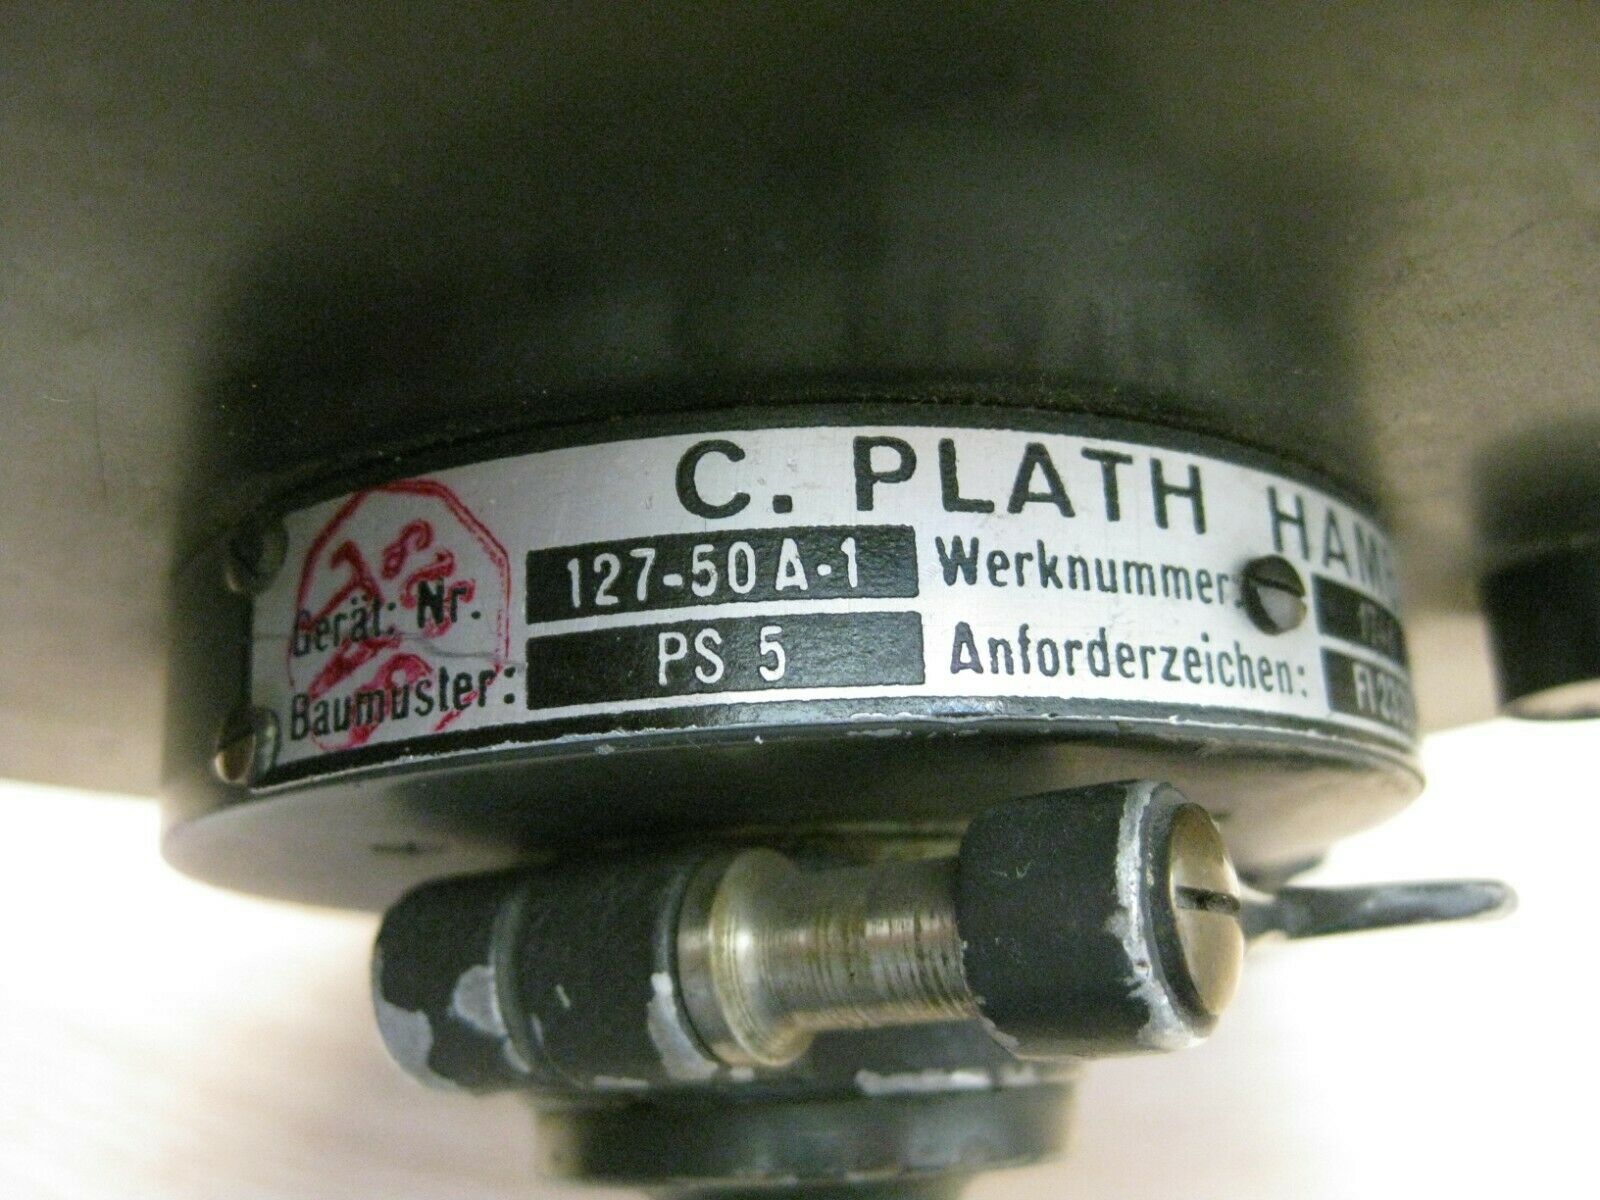 C. PLATH
Gerät: Nr. 127-50 A-1 Werknummer:
Baumuster: PS 5 Anforderzeichen: